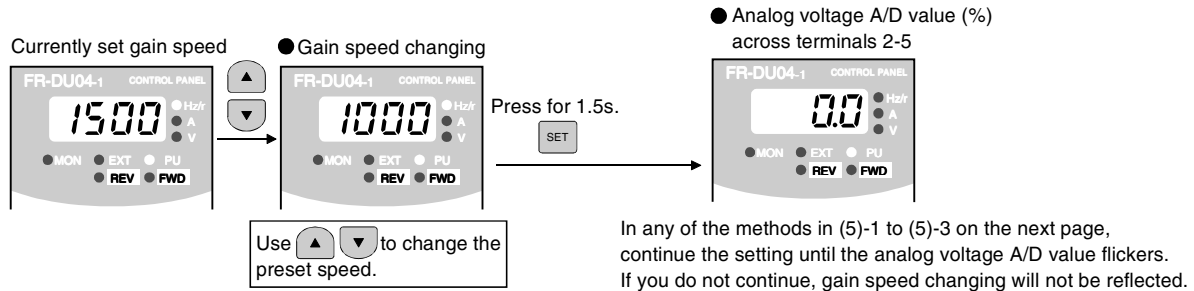 Currently set gain speed
FR-DU04-1 CONTROL PANEL
1500
Hz/r
A
V
MON EXT PU
REV FWD
● Gain speed changing
FR-DU04-1 CONTROL PANEL
1000
Hz/r
A
V
MON EXT PU
REV FWD
Use ▲ ▼ to change the
preset speed.
Press for 1.5s.
SET
● Analog voltage A/D value (%)
across terminals 2-5
FR-DU04-1 CONTROL PANEL
0.0
Hz/r
A
V
MON EXT PU
REV FWD
In any of the methods in (5)-1 to (5)-3 on the next page,
continue the setting until the analog voltage A/D value flickers.
If you do not continue, gain speed changing will not be reflected.